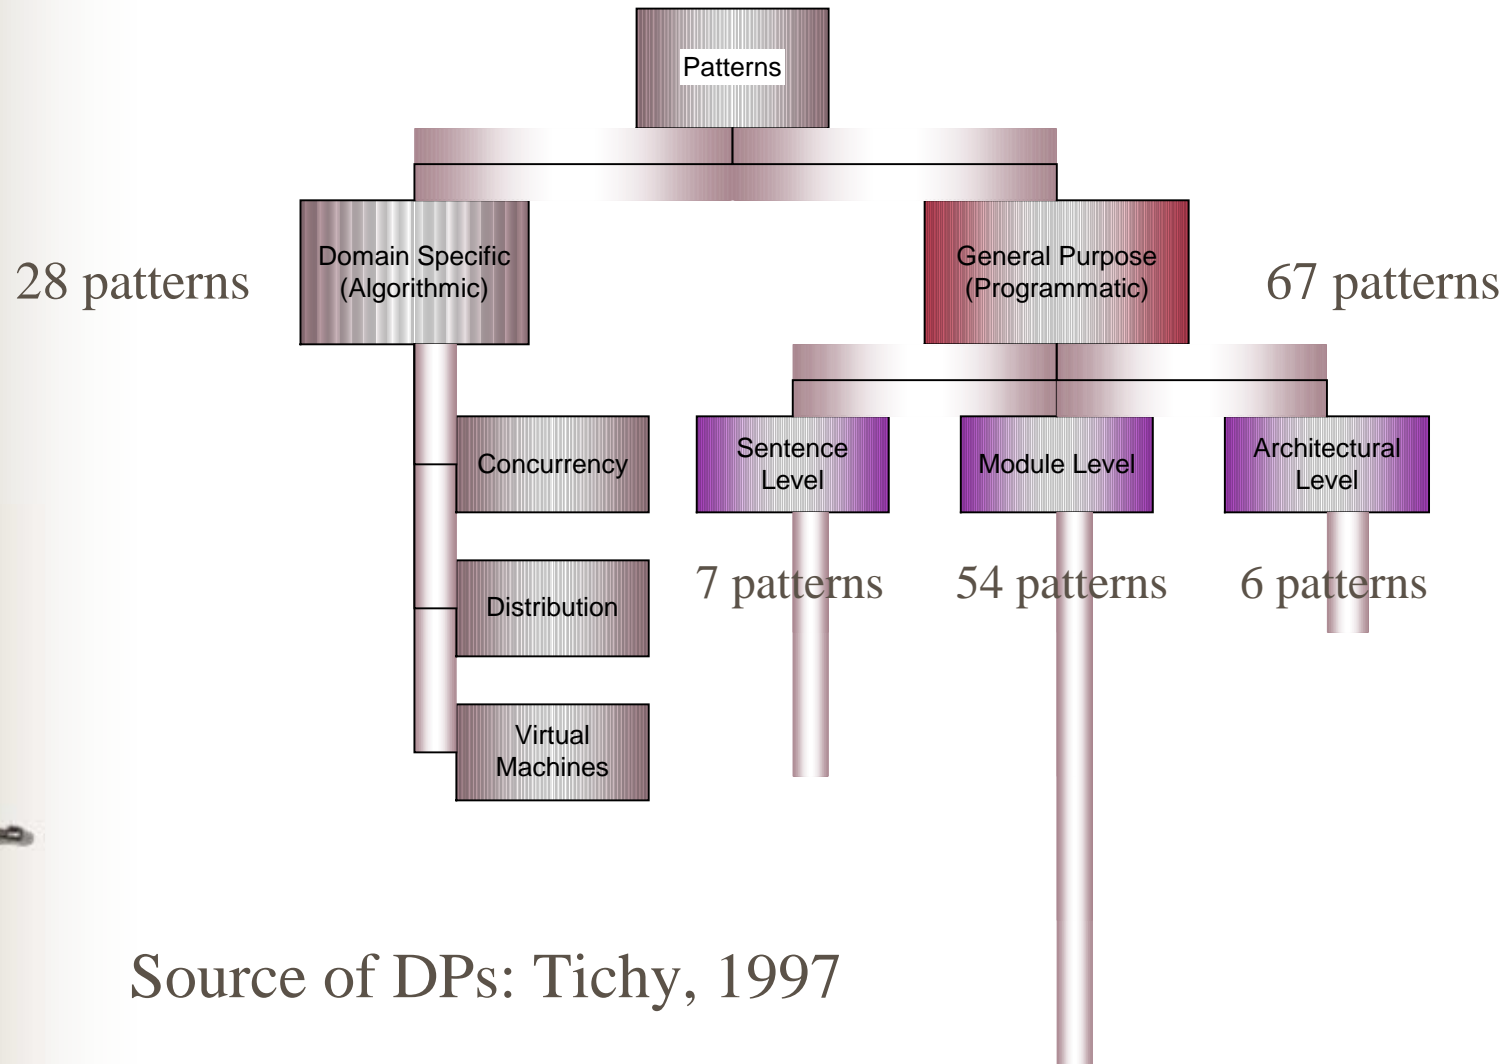 Patterns
28 patterns
Domain Specific
(Algorithmic)
General Purpose
(Programmatic)
67 patterns
Concurrency
Distribution
Virtual
Machines
Sentence
Level
Module Level
Architectural
Level
7 patterns
54 patterns
6 patterns
Source of DPs: Tichy, 1997